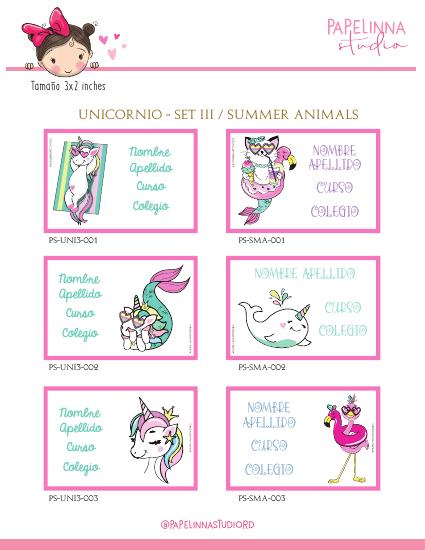 PAPELINNA
studio
Tamaño 3x2 inches
UNICORNIO - SET III / SUMMER ANIMALS
Nombre
Apellido
Curso
Colegio
PS-UNI3-001
NOMBRE
APELLIDO
CURSO
COLEGIO
PS-SMA-001
Nombre
Apellido
Curso
Colegio
PS-UNI3-002
NOMBRE APELLIDO
CURSO
COLEGIO
PS-SMA-002
Nombre
Apellido
Curso
Colegio
PS-UNI3-003
NOMBRE
APELLIDO
CURSO
COLEGIO
PS-SMA-003
@PAPELINNASTUDIORD